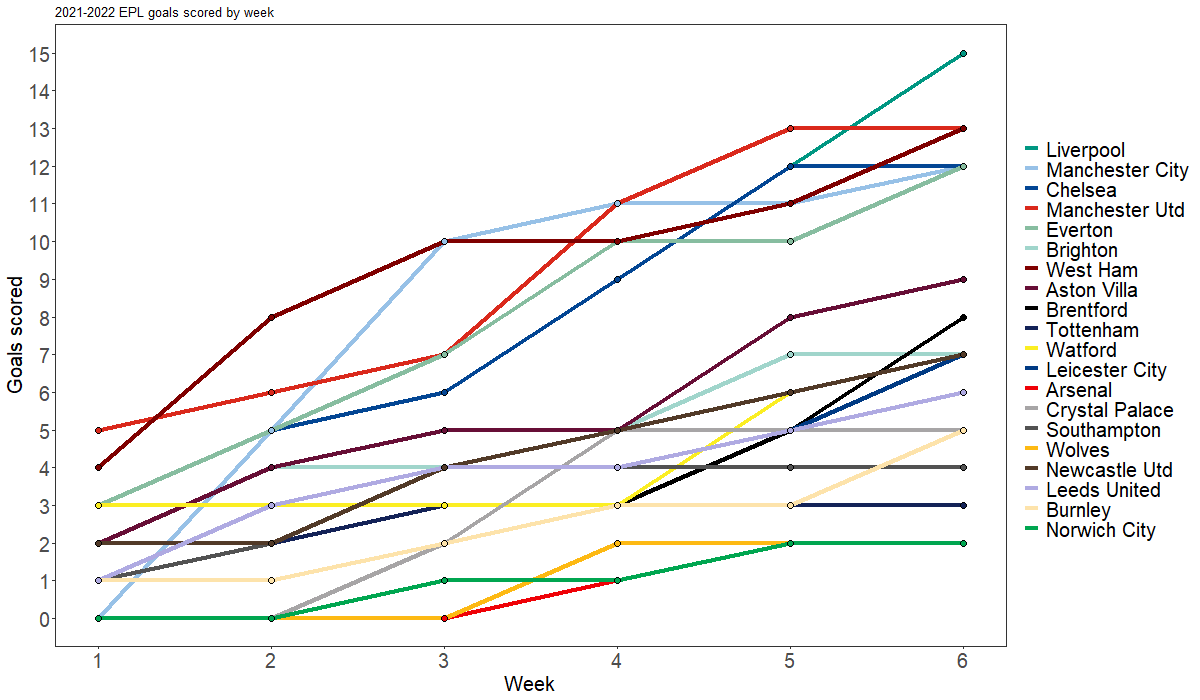 2021-2022 EPL goals scored by week
15
14
13
12
11
10
9
8
7
6
5
4
3
2
1
0
Goals scored
1 2 3 4 5 6
Week
Liverpool
Manchester City
Chelsea
Manchester Utd
Everton
Brighton
West Ham
Aston Villa
Brentford
Tottenham
Watford
Leicester City
Arsenal
Crystal Palace
Southampton
Wolves
Newcastle Utd
Leeds United
Burnley
Norwich City